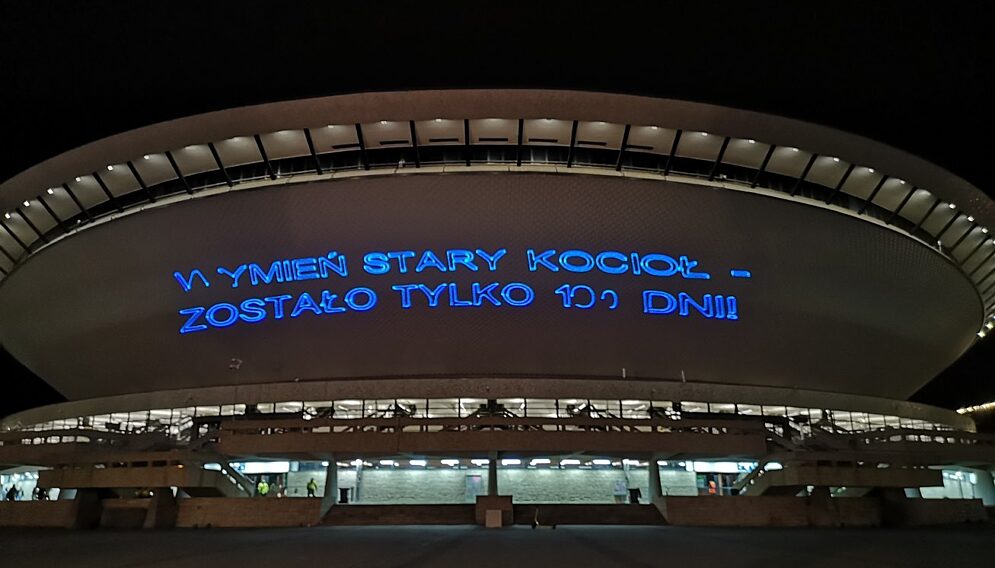 WYMIEŃ STARY KOCIOŁ -
ZOSTAŁO TYLKO 100 DNI!